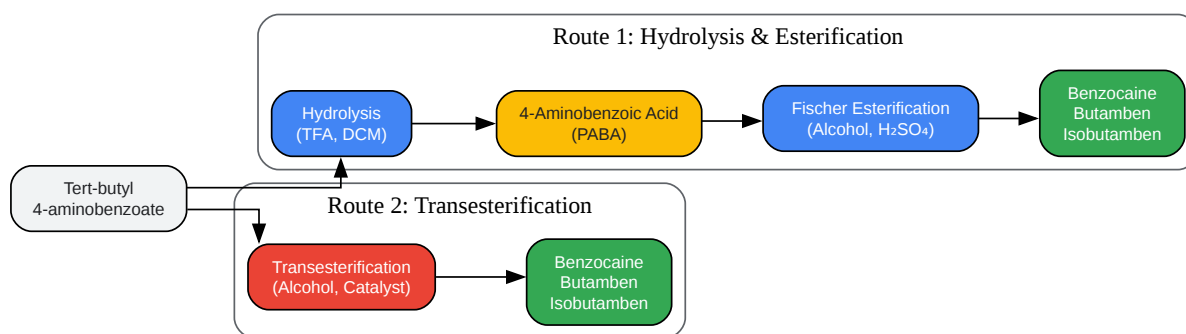 Route 1: Hydrolysis & Esterification
Hydrolysis
(TFA, DCM)
4-Aminobenzoic Acid
(PABA)
Fischer Esterification
(Alcohol, H₂SO₄)
Benzocaine
Butamben
Isobutamben
Tert-butyl
4-aminobenzoate
Route 2: Transesterification
Transesterification
(Alcohol, Catalyst)
Benzocaine
Butamben
Isobutamben